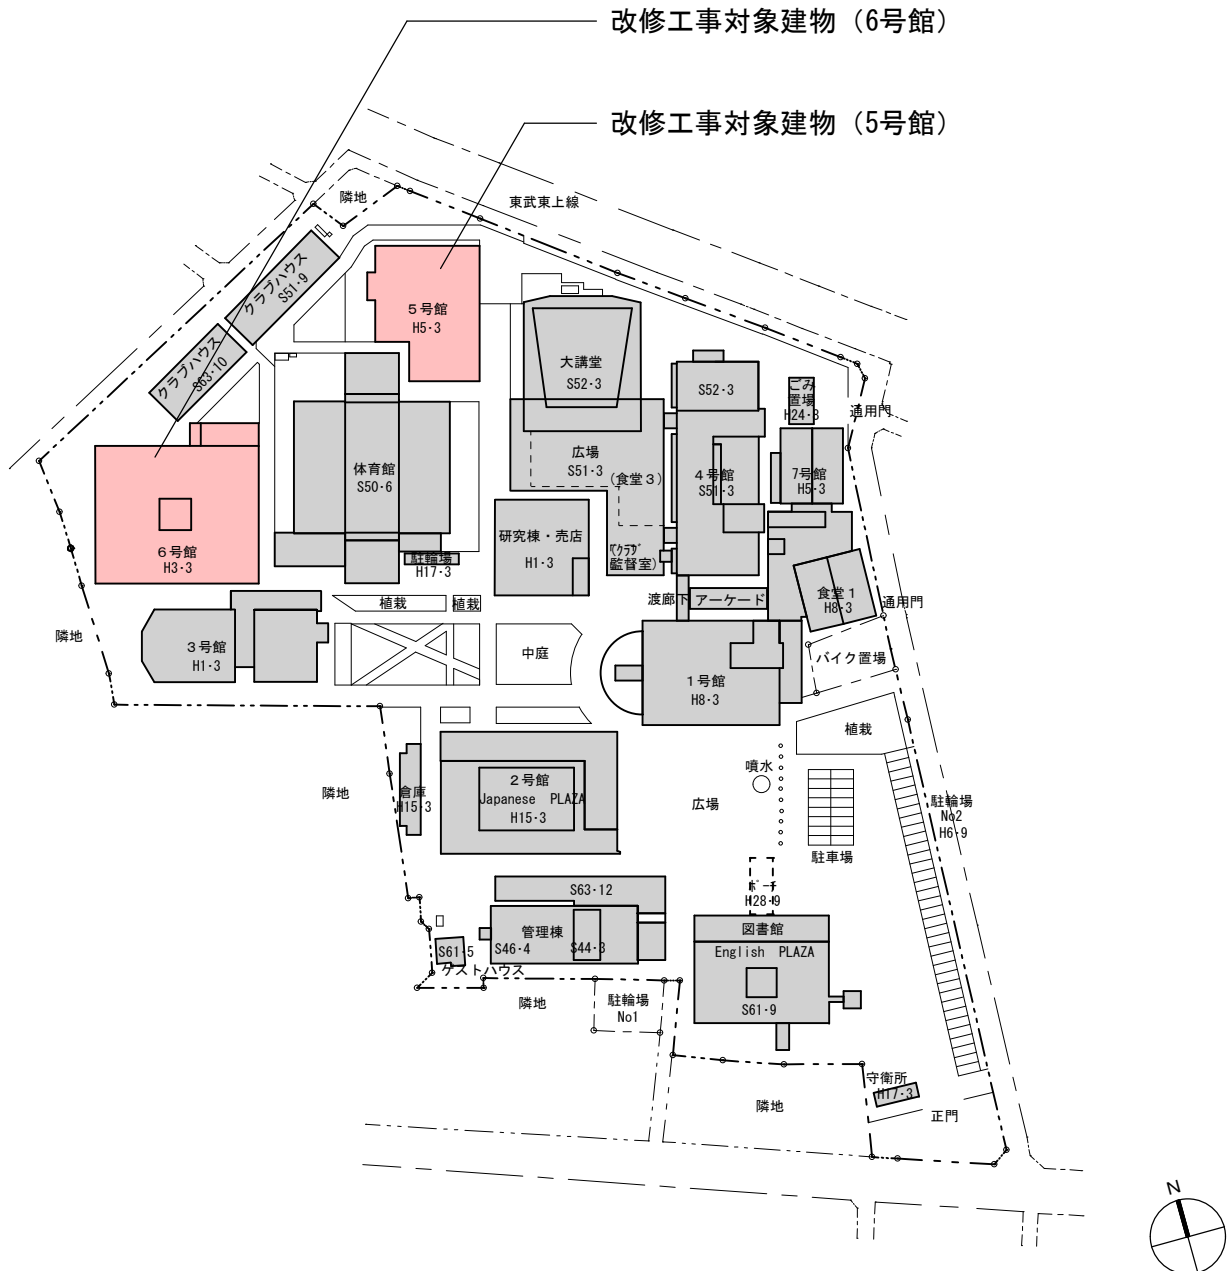 改修工事対象建物（6号館）
改修工事対象建物（5号館）
隣地
東武東上線
クラブハウス
S51・9
クラブハウス
S63・10
5号館
H5・3
大講堂
S52・3
S52・3
ごみ
置場
H24・3
通用門
広場
S51・3
(食堂3)
4号館
S51・3
7号館
H5・3
体育館
S50・6
6号館
H3・3
駐輪場
H17・3
研究棟・売店
H1・3
監督室)
渡廊下
アーケード
食堂1
H8・3
通用門
植栽
植栽
隣地
3号館
H1・3
中庭
バイク置場
1号館
H8・3
植栽
噴水
隣地
倉庫
H15・3
2号館
Japanese PLAZA
H15・3
広場
駐輪場
No2
H6・9
駐車場
ポーチ
H28・9
S63・12
管理棟
S46・4
S44・3
S61・5
ゲストハウス
図書館
English PLAZA
S61・9
隣地
駐輪場
No1
守衛所
H17・3
隣地
正門
N